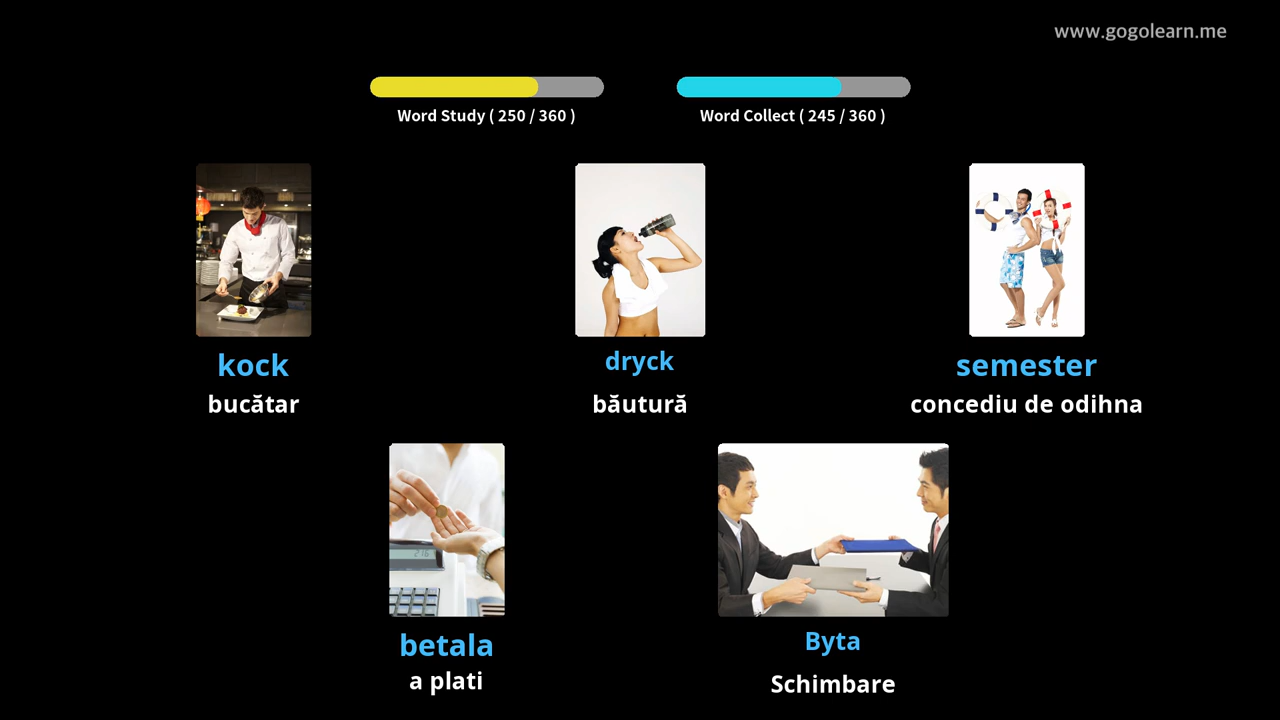 www.gogolearn.me
Word Study ( 250 / 360 )
Word Collect ( 245 / 360 )
kock
dryck
semester
bucătar
băutură
concediu de odihna
betala
Byta
a plati
Schimbare